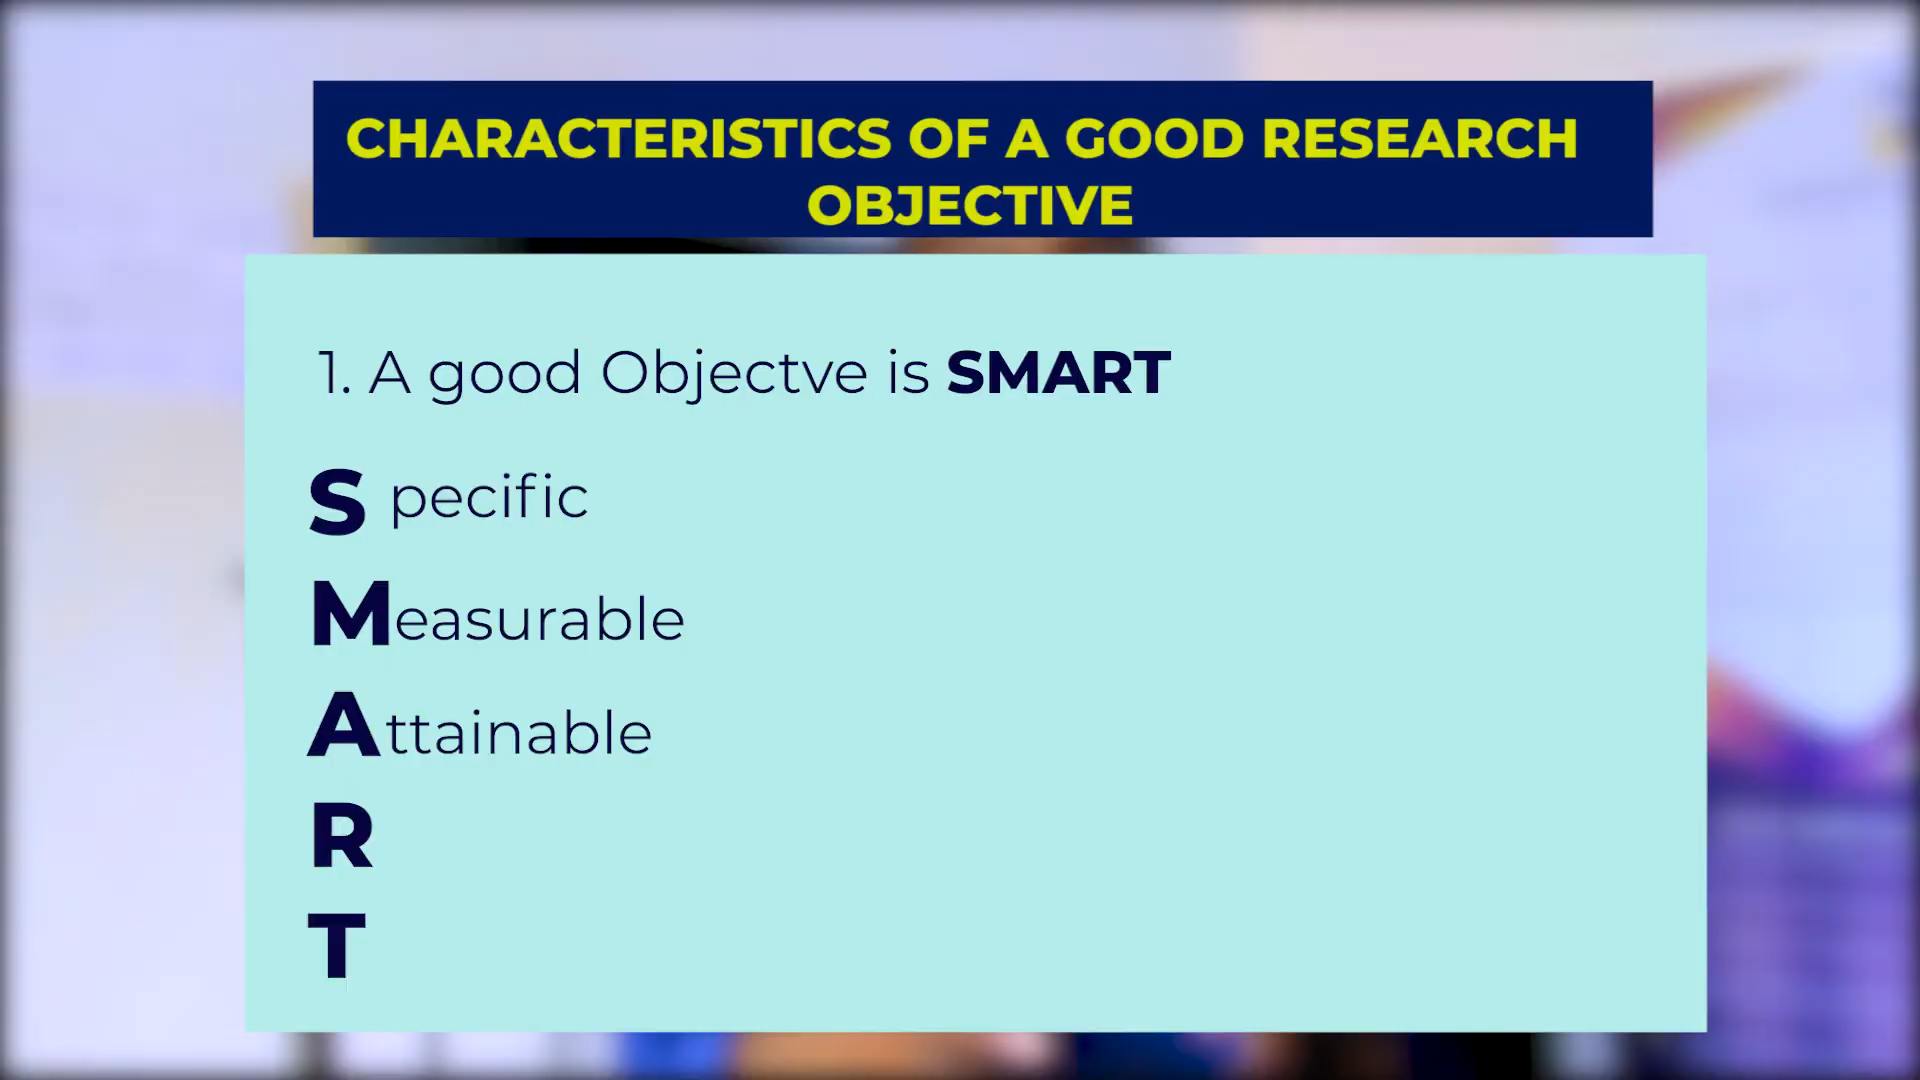 CHARACTERISTICS OF A GOOD RESEARCH
OBJECTIVE
1. A good Objectve is SMART
S pecific
Measurable
Attainable
R
T